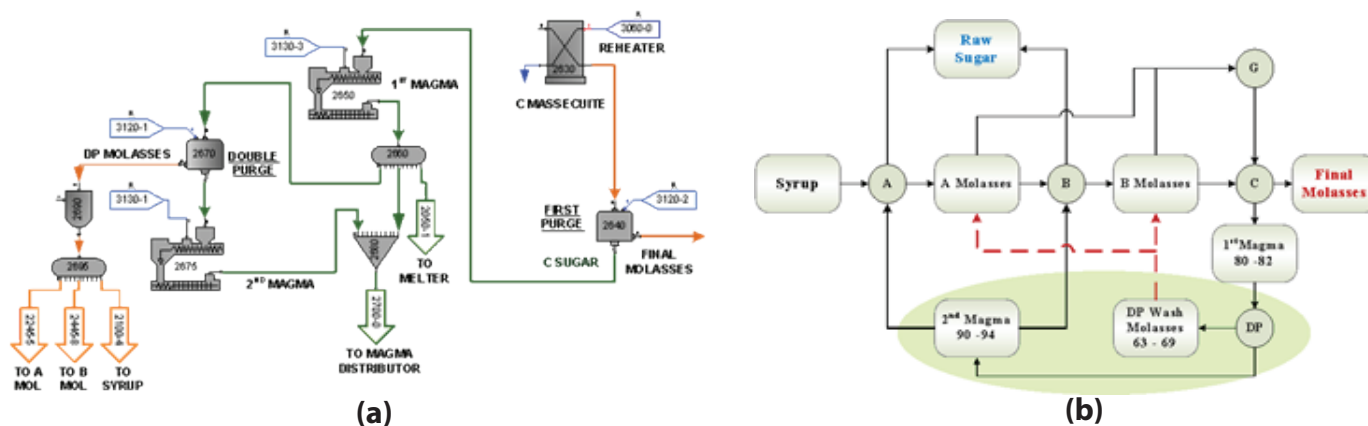 R
3130-3
1ST MAGMA
2650
R
3060-0
REHEATER
2630
C MASSECUITE
R
3120-1
DP MOLASSES
2670
DOUBLE
PURGE
2660
R
3130-1
2690
2675
2ND MAGMA
2695
2050-1
TO
MELTER
FIRST
PURGE
R
3120-2
2640
C SUGAR
FINAL
MOLASSES
2245-5
2445-8
2100-4
TO A
MOL
TO B
MOL
TO
SYRUP
2700-0
TO MAGMA
DISTRIBUTOR
(a)
Raw
Sugar
G
Syrup
A
A Molasses
B
B Molasses
C
Final
Molasses
1st Magma
80 -82
2nd Magma
90 -94
DP Wash
Molasses
63 - 69
DP
(b)